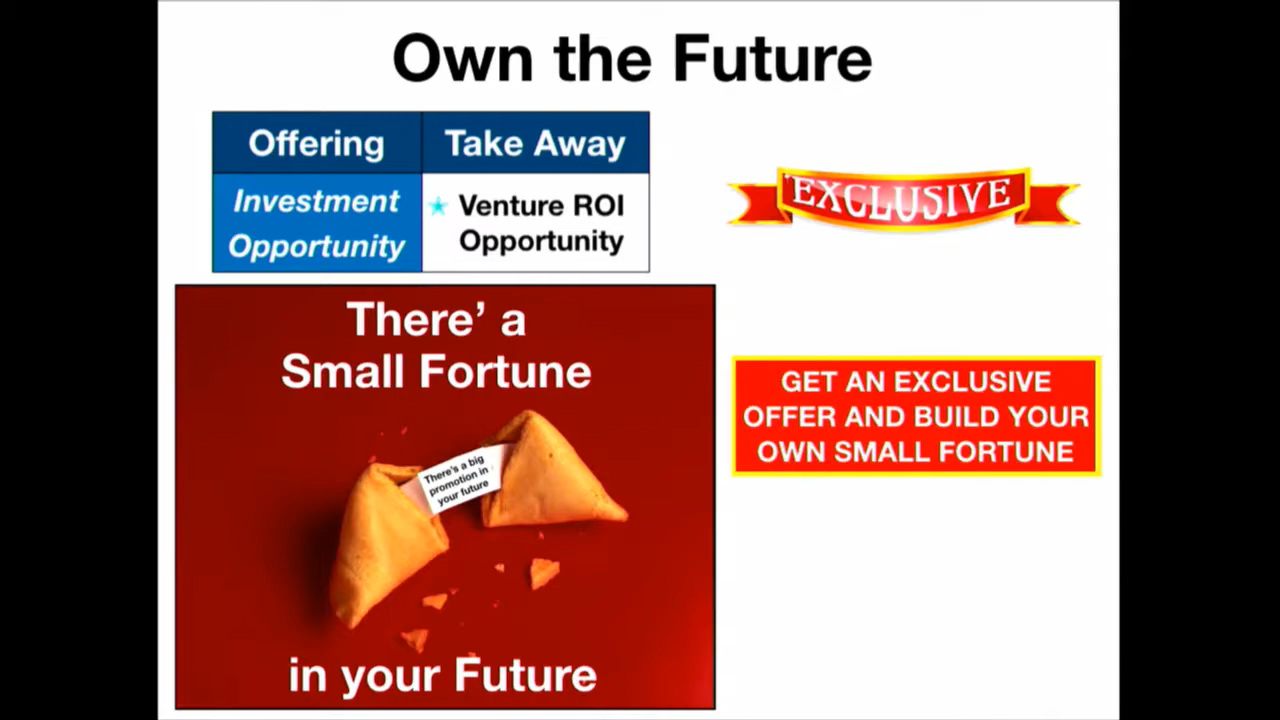 Own the Future
Offering
Take Away
Investment
Opportunity
Venture ROI
Opportunity
EXCLUSIVE
There’ a
Small Fortune
There's a big
promotion in
your future
in your Future
GET AN EXCLUSIVE
OFFER AND BUILD YOUR
OWN SMALL FORTUNE